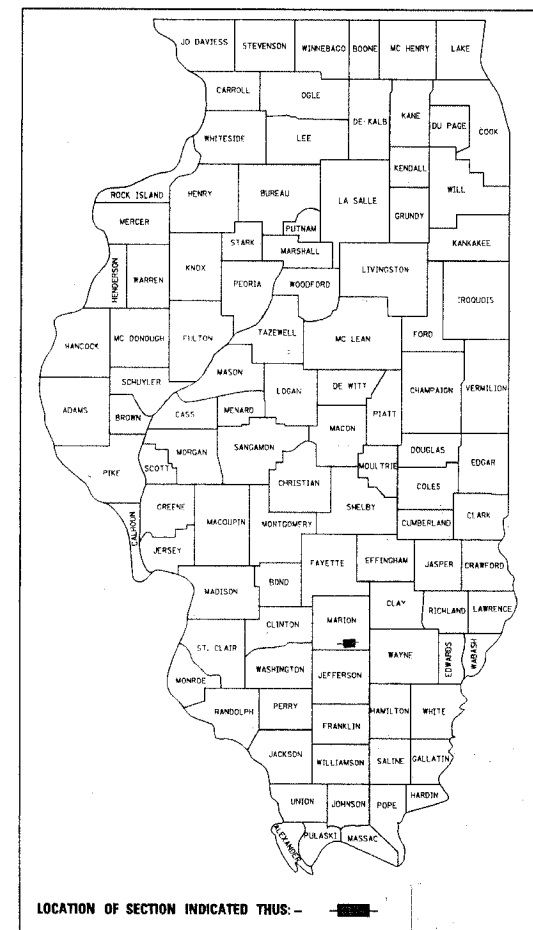 JO DAVIESS STEVENSON WINNEBAGO BOONE MC HENRY LAKE
CARROLL OGLE DE-KALB KANE DU PAGE COOK
WHITESIDE LEE
KENDALL WILL
ROCK ISLAND HENRY BUREAU LA SALLE GRUNDY
MERCER PUTNAM
STARK MARSHALL KANKAKEE
HENDERSON WARREN KNOX PEORIA WOODFORD LIVINGSTON IROQUOIS
HANCOCK MC DONOUGH FULTON TAZEWELL MC LEAN FORD
MASON
SCHUYLER LOGAN DE WITT CHAMPAIGN VERMILION
ADAMS BROWN CASS MENARD MACON PIATT
MORGAN SANGAMON DOUGLAS EDGAR
PIKE SCOTT CHRISTIAN MOULTRIE COLES
CALHOUN GREENE MACOUPIN MONTGOMERY SHELBY CUMBERLAND CLARK
JERSEY FAYETTE EFFINGHAM JASPER CRAWFORD
MADISON BOND
CLAY RICHLAND LAWRENCE
CLINTON MARION
ST. CLAIR WAYNE EDWARDS WABASH
WASHINGTON JEFFERSON
MONROE
RANDOLPH PERRY HAMILTON WHITE
FRANKLIN
JACKSON WILLIAMSON SALINE GALLATIN
UNION JOHNSON POPE HARDIN
ALEXANDER PULASKI MASSAC
LOCATION OF SECTION INDICATED THUS: -